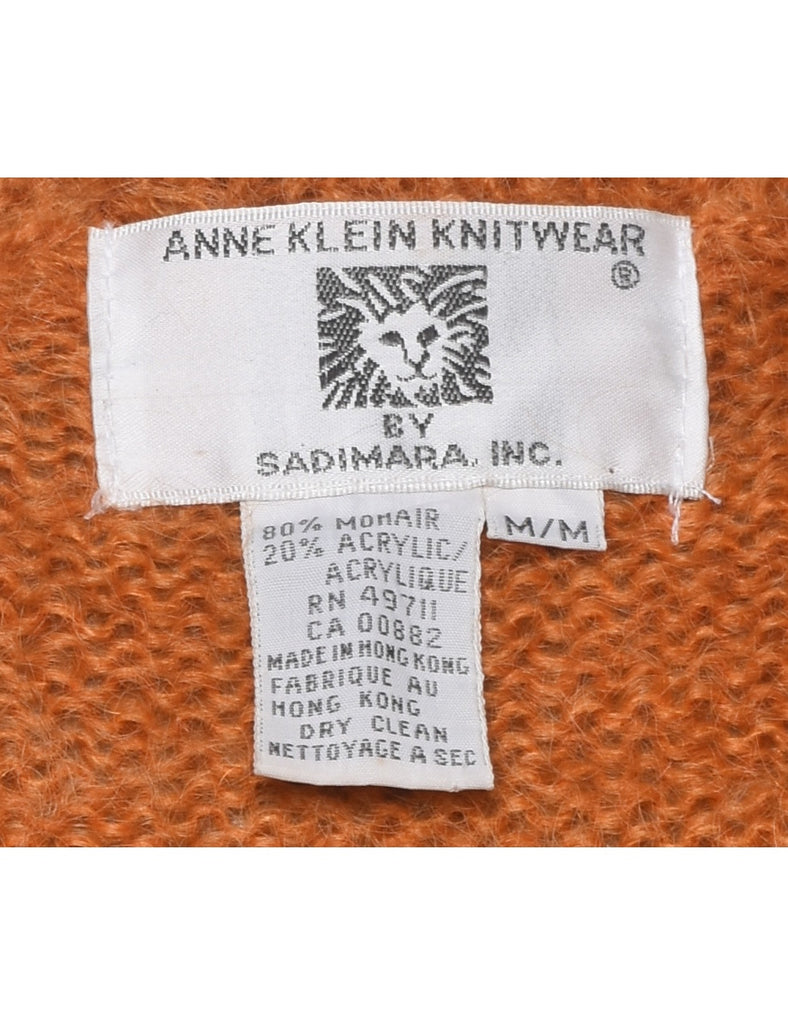 ANNE KLEIN KNITWEAR
®
BY
SADIMARA, INC.
M/M
80% MOHAIR
20% ACRYLIC/
ACRYLIQUE
RN 49711
CA 00882
MADE IN HONG KONG
FABRIQUE AU
HONG KONG
DRY CLEAN
NETTOYAGE A SEC